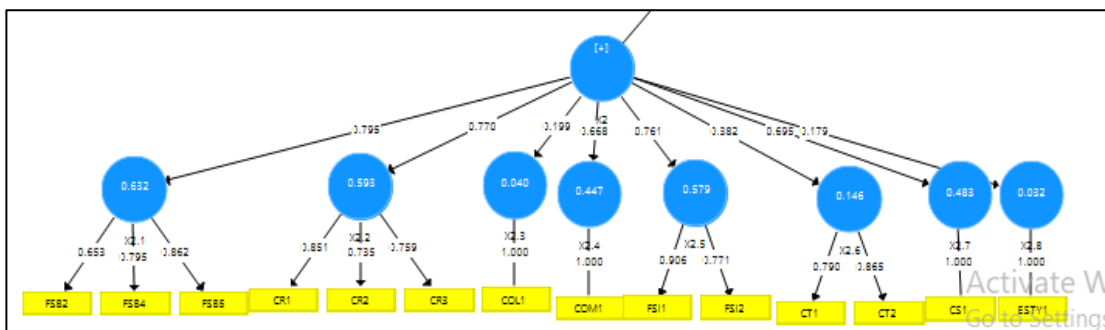 [+]
X2
0.795
0.770
0.199
0.668
0.761
0.382
0.695
0.179
0.632
0.593
0.040
0.447
0.579
0.146
0.483
0.032
X2.1
X2.2
X2.3
X2.4
X2.5
X2.6
X2.7
X2.8
0.653
0.795
0.862
0.851
0.735
0.759
1.000
1.000
0.906
0.771
0.790
0.865
1.000
1.000
FSB2
FSB4
FSB5
CR1
CR2
CR3
COL1
COM1
FSI1
FSI2
CT1
CT2
CS1
ESTY1
Activate W
Go to Settings